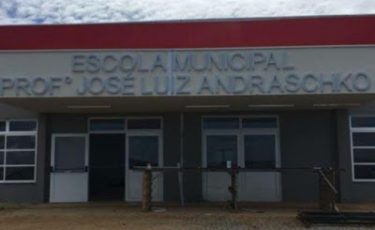 ESCOLA MUNICIPAL
PROFº JOSÉ LUIZ ANDRASCHKO